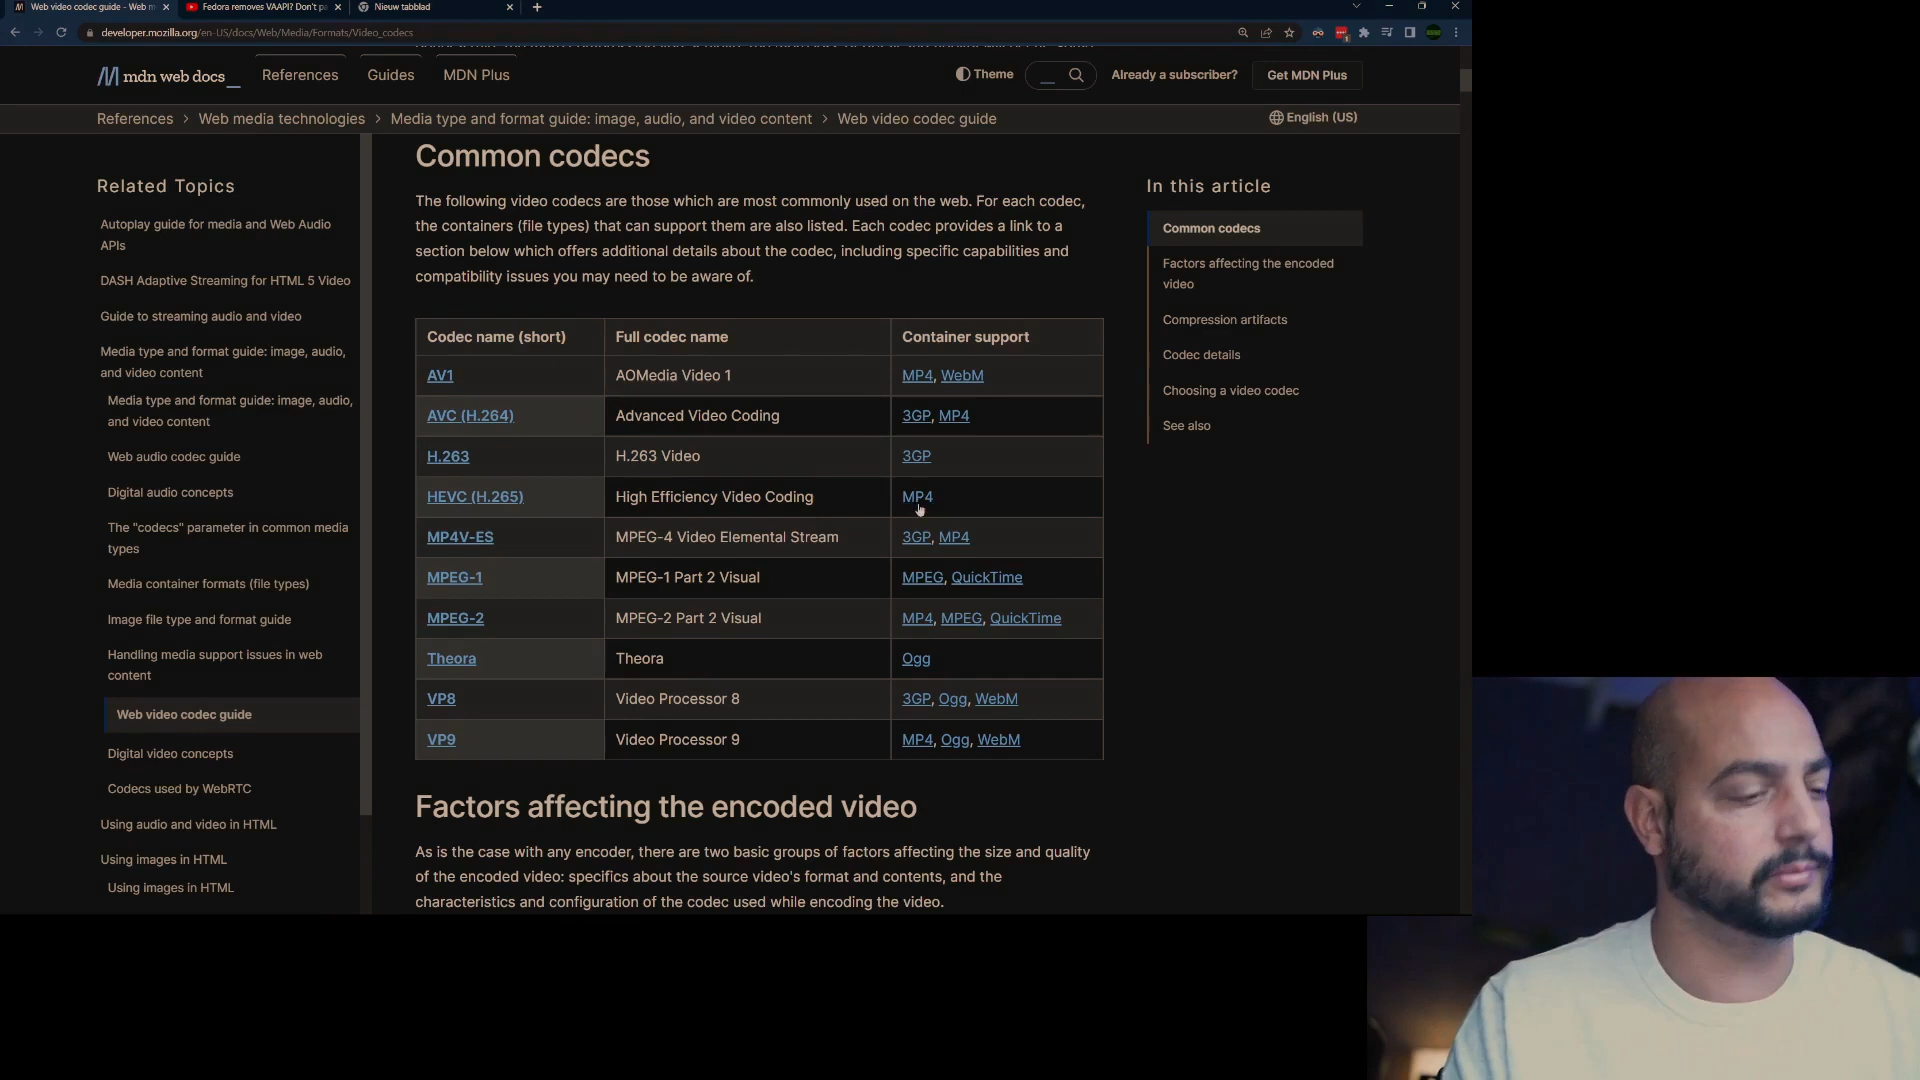 Web video codec guide - Web m
Fedora removes VAAPI? Don't pa
Nieuw tabblad
developer.mozilla.org/en-US/docs/Web/Media/Formats/Video_codecs
mdn web docs_
References
Guides
MDN Plus
Theme
Already a subscriber?
Get MDN Plus
References > Web media technologies > Media type and format guide: image, audio, and video content > Web video codec guide
English (US)
Related Topics
Autoplay guide for media and Web Audio
APIs
DASH Adaptive Streaming for HTML 5 Video
Guide to streaming audio and video
Media type and format guide: image, audio,
and video content
Media type and format guide: image, audio,
and video content
Web audio codec guide
Digital audio concepts
The "codecs" parameter in common media
types
Media container formats (file types)
Image file type and format guide
Handling media support issues in web
content
Web video codec guide
Digital video concepts
Codecs used by WebRTC
Using audio and video in HTML
Using images in HTML
Using images in HTML
Common codecs
The following video codecs are those which are most commonly used on the web. For each codec,
the containers (file types) that can support them are also listed. Each codec provides a link to a
section below which offers additional details about the codec, including specific capabilities and
compatibility issues you may need to be aware of.
Codec name (short) Full codec name Container support
AV1 AOMedia Video 1 MP4, WebM
AVC (H.264) Advanced Video Coding 3GP, MP4
H.263 H.263 Video 3GP
HEVC (H.265) High Efficiency Video Coding MP4
MP4V-ES MPEG-4 Video Elemental Stream 3GP, MP4
MPEG-1 MPEG-1 Part 2 Visual MPEG, QuickTime
MPEG-2 MPEG-2 Part 2 Visual MP4, MPEG, QuickTime
Theora Theora Ogg
VP8 Video Processor 8 3GP, Ogg, WebM
VP9 Video Processor 9 MP4, Ogg, WebM
Factors affecting the encoded video
As is the case with any encoder, there are two basic groups of factors affecting the size and quality
of the encoded video: specifics about the source video's format and contents, and the
characteristics and configuration of the codec used while encoding the video.
In this article
Common codecs
Factors affecting the encoded
video
Compression artifacts
Codec details
Choosing a video codec
See also